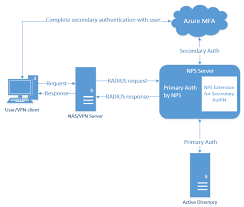 Complete secondary authentication with user
Azure MFA
Secondary Auth
NPS Server
Request
Response
RADIUS request
RADIUS response
Primary Auth
by NPS
NPS Extension
for Secondary
AuthN
User/VPN client
NAS/VPN Server
Primary Auth
Active Directory